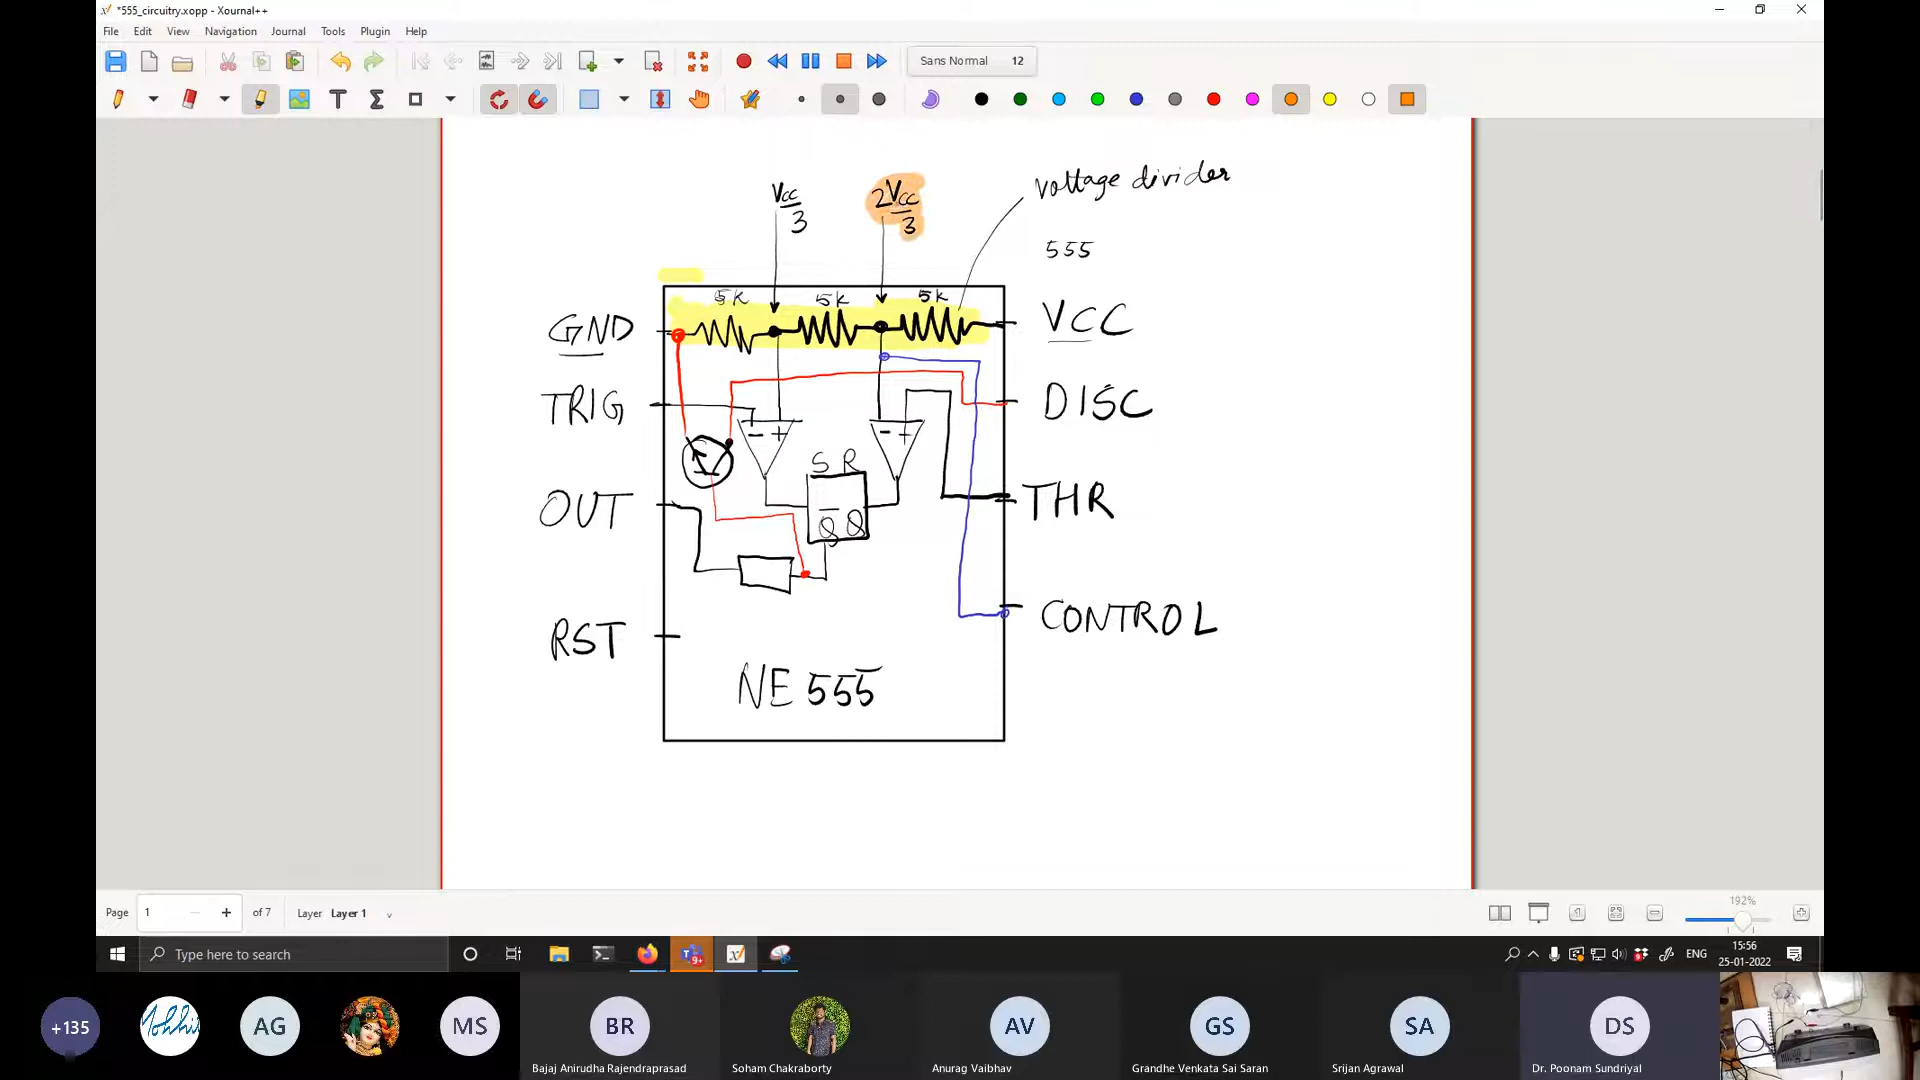 *555_circuitry.xopp - Xournal++
File Edit View Navigation Journal Tools Plugin Help
Sans Normal 12
Vcc/3
2Vcc/3
voltage divider
555
5k 5k 5k
GND
VCC
TRIG
DISC
- +
- +
S R
OUT
THR
Q̅ Q
RST
CONTROL
NE 555
Page 1 of 7 Layer Layer 1
192%
Type here to search
9+
ENG
15:56
25-01-2022
+135
Mohhit
AG
MS
BR
AV
GS
SA
DS
Bajaj Anirudha Rajendraprasad
Soham Chakraborty
Anurag Vaibhav
Grandhe Venkata Sai Saran
Srijan Agrawal
Dr. Poonam Sundriyal